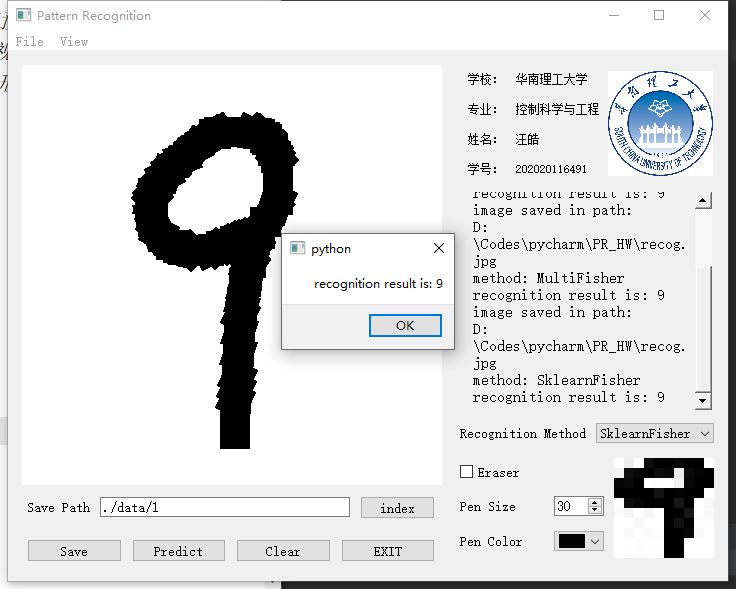 Pattern Recognition
File View
学校： 华南理工大学
专业： 控制科学与工程
姓名： 汪皓
学号： 202020116491
SOUTH CHINA UNIVERSITY OF TECHNOLOGY
9
recognition result is: 9
image saved in path:
D:
\Codes\pycharm\PR_HW\recog.
jpg
method: MultiFisher
recognition result is: 9
image saved in path:
D:
\Codes\pycharm\PR_HW\recog.
jpg
method: SklearnFisher
recognition result is: 9
python
recognition result is: 9
OK
Recognition Method SklearnFisher
Eraser
Pen Size 30
Pen Color
9
Save Path ./data/1 index
Save Predict Clear EXIT